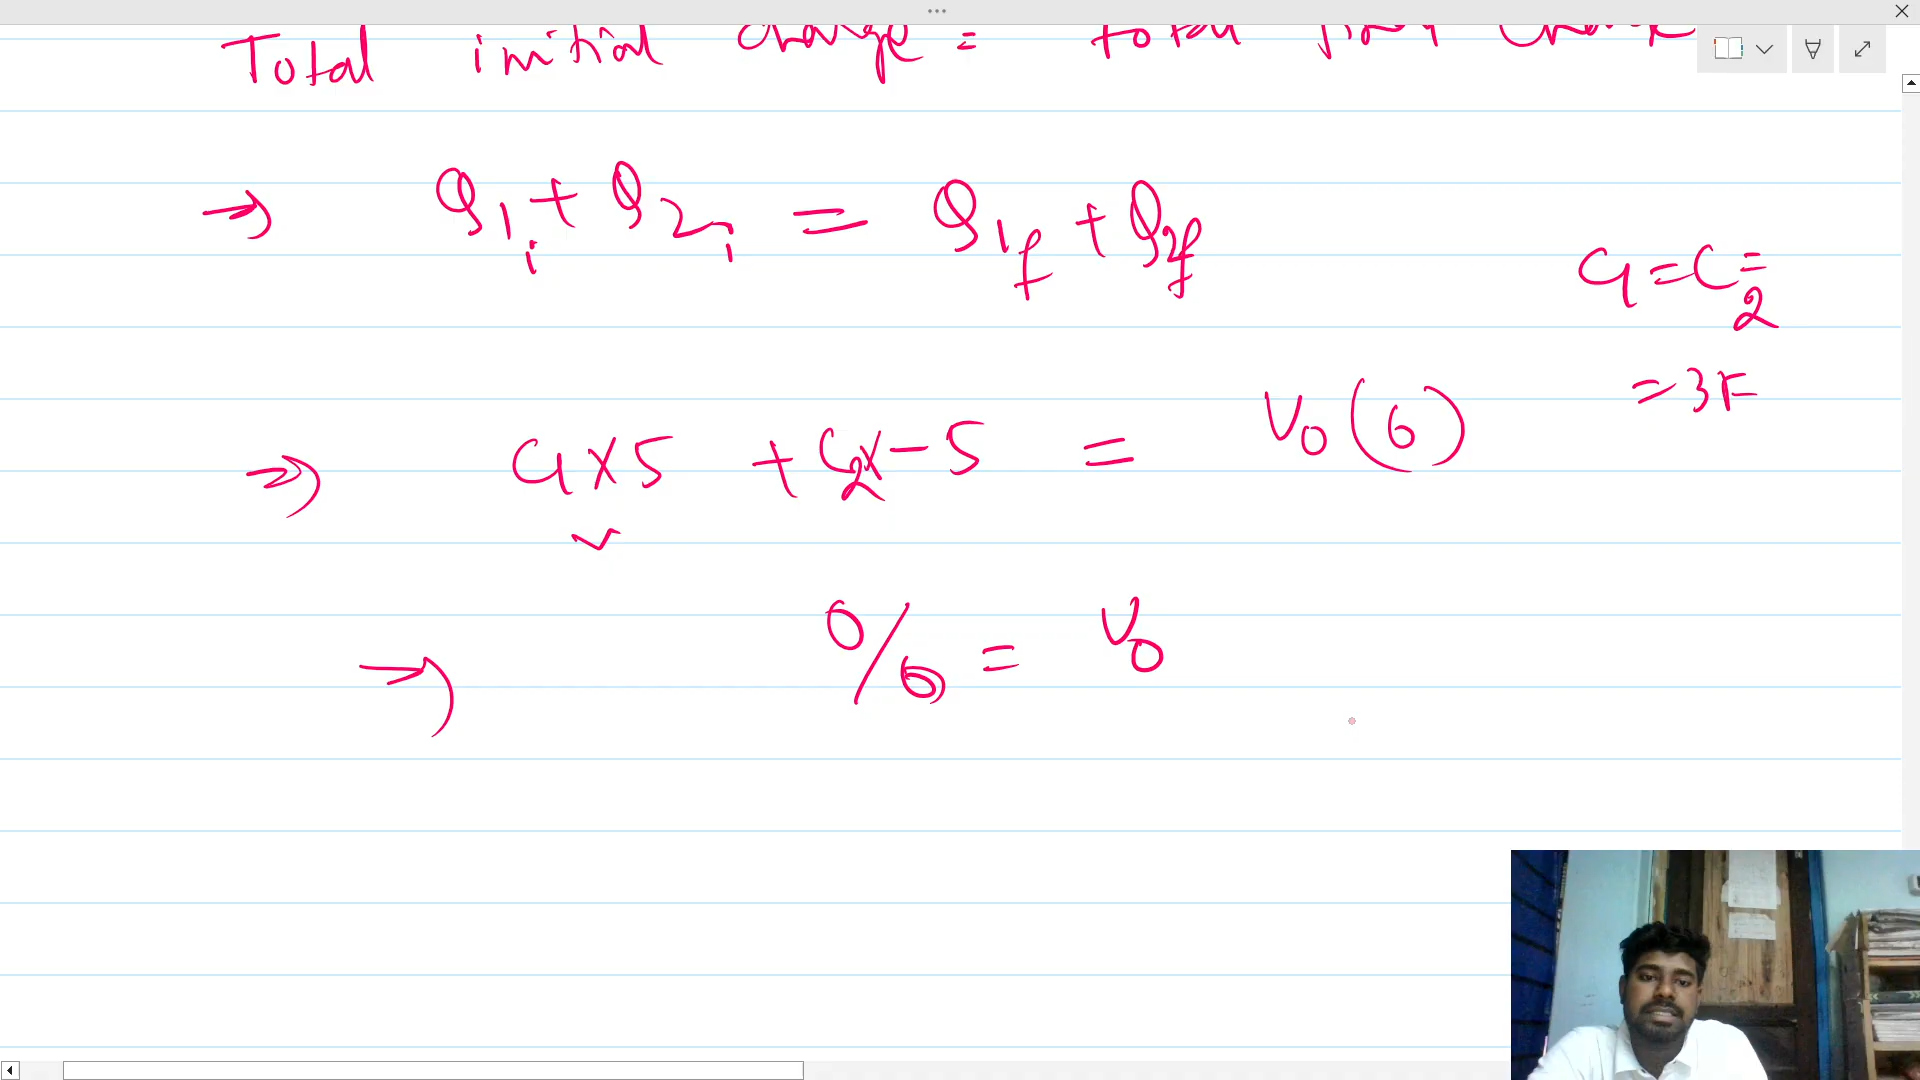 Total initial charge = total final charge
⇒ Q1i + Q2i = Q1f + Q2f
C1 = C2 =
= 3F
⇒ C1 x 5 + C2 x - 5 = V0 (6)
⇒ 0/6 = V0